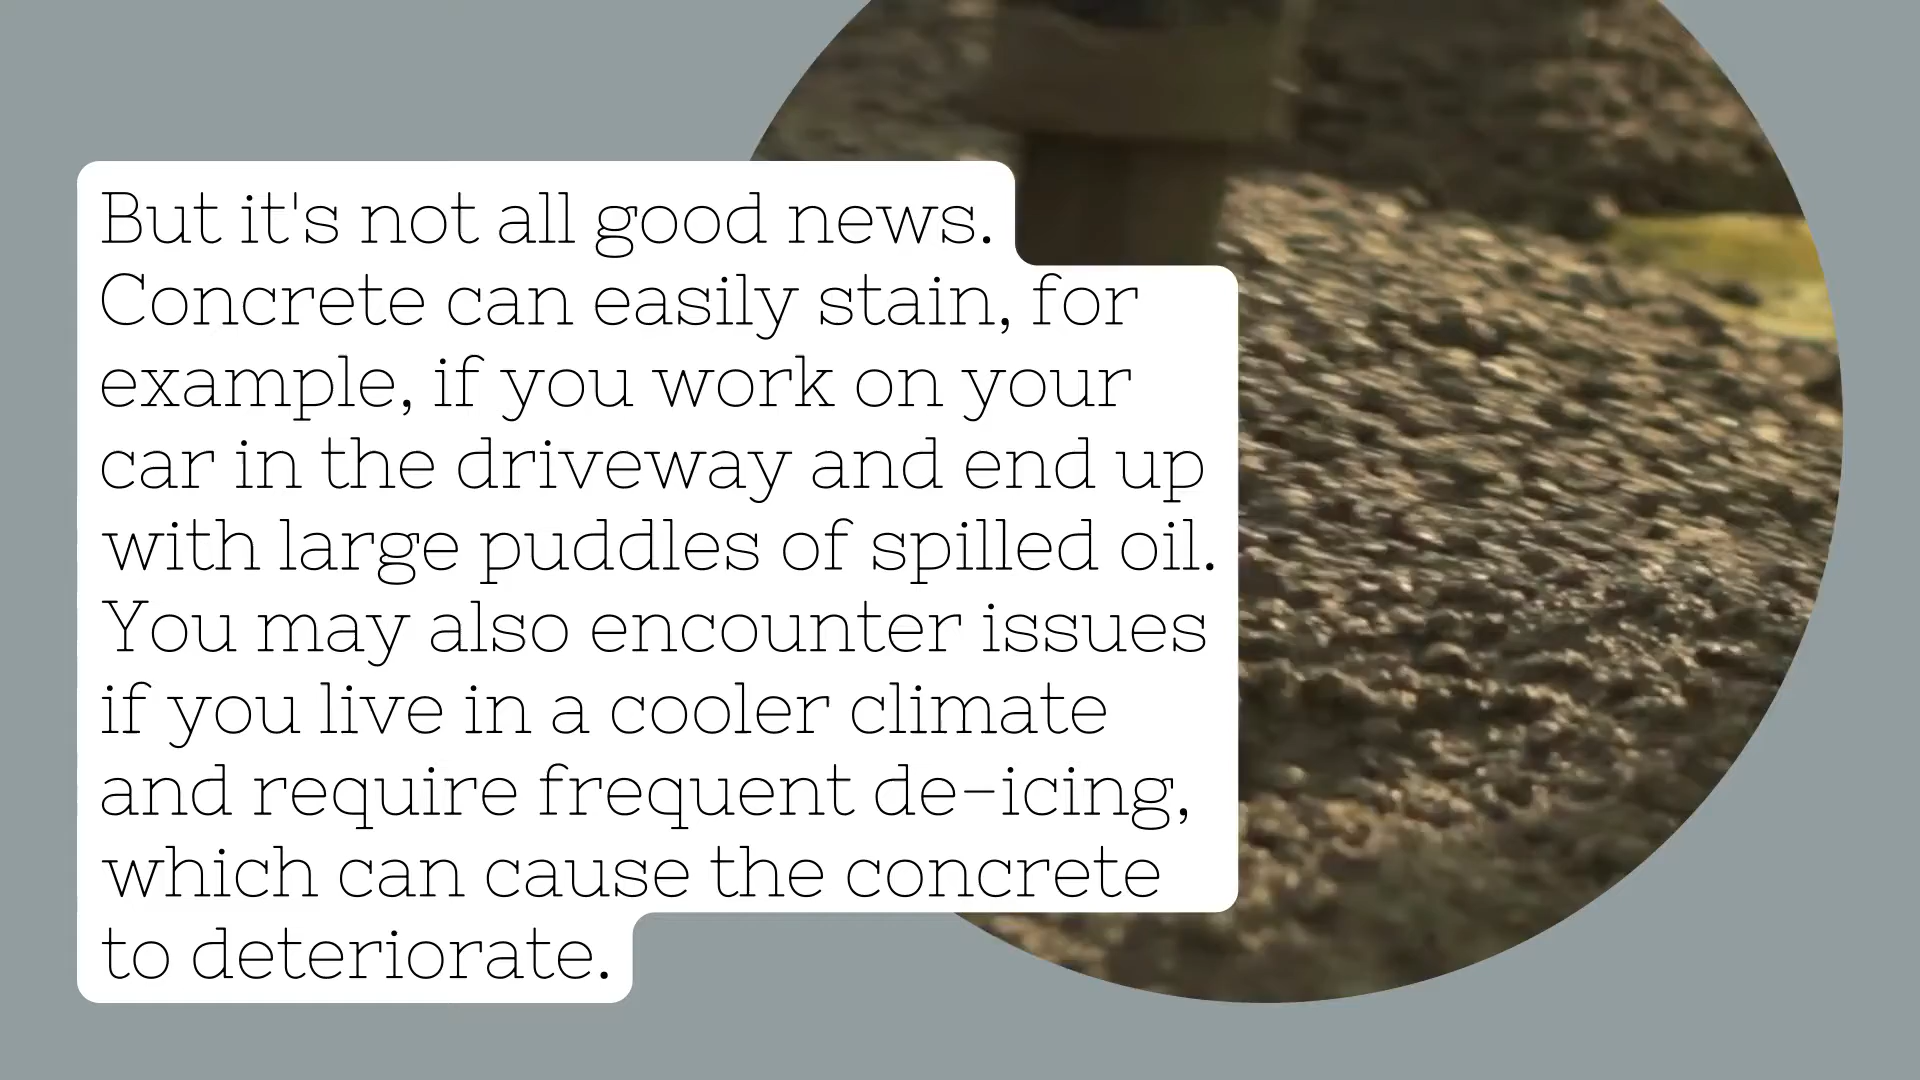 But it's not all good news.
Concrete can easily stain, for
example, if you work on your
car in the driveway and end up
with large puddles of spilled oil.
You may also encounter issues
if you live in a cooler climate
and require frequent de-icing,
which can cause the concrete
to deteriorate.